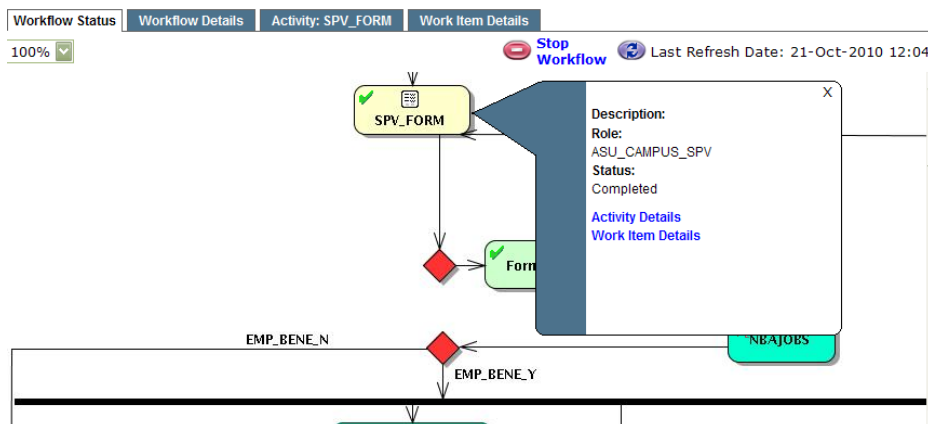 Workflow Status Workflow Details Activity: SPV_FORM Work Item Details
100% Stop Workflow Last Refresh Date: 21-Oct-2010 12:04
X
SPV_FORM
Description:
Role:
ASU_CAMPUS_SPV
Status:
Completed
Activity Details
Work Item Details
Form
EMP_BENE_N
NBAJOBS
EMP_BENE_Y